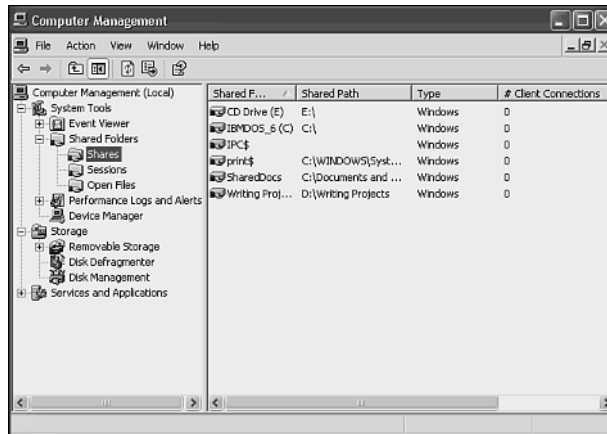 Computer Management
File Action View Window Help
Computer Management (Local)
System Tools
Event Viewer
Shared Folders
Shares
Sessions
Open Files
Performance Logs and Alerts
Device Manager
Storage
Removable Storage
Disk Defragmenter
Disk Management
Services and Applications
Shared F... Shared Path Type # Client Connections
CD Drive (E) E:\ Windows 0
IBMDOS_6 (C) C:\ Windows 0
IPC$ Windows 0
print$ C:\WINDOWS\Syst... Windows 0
SharedDocs C:\Documents and ... Windows 0
Writing Proj... D:\Writing Projects Windows 0